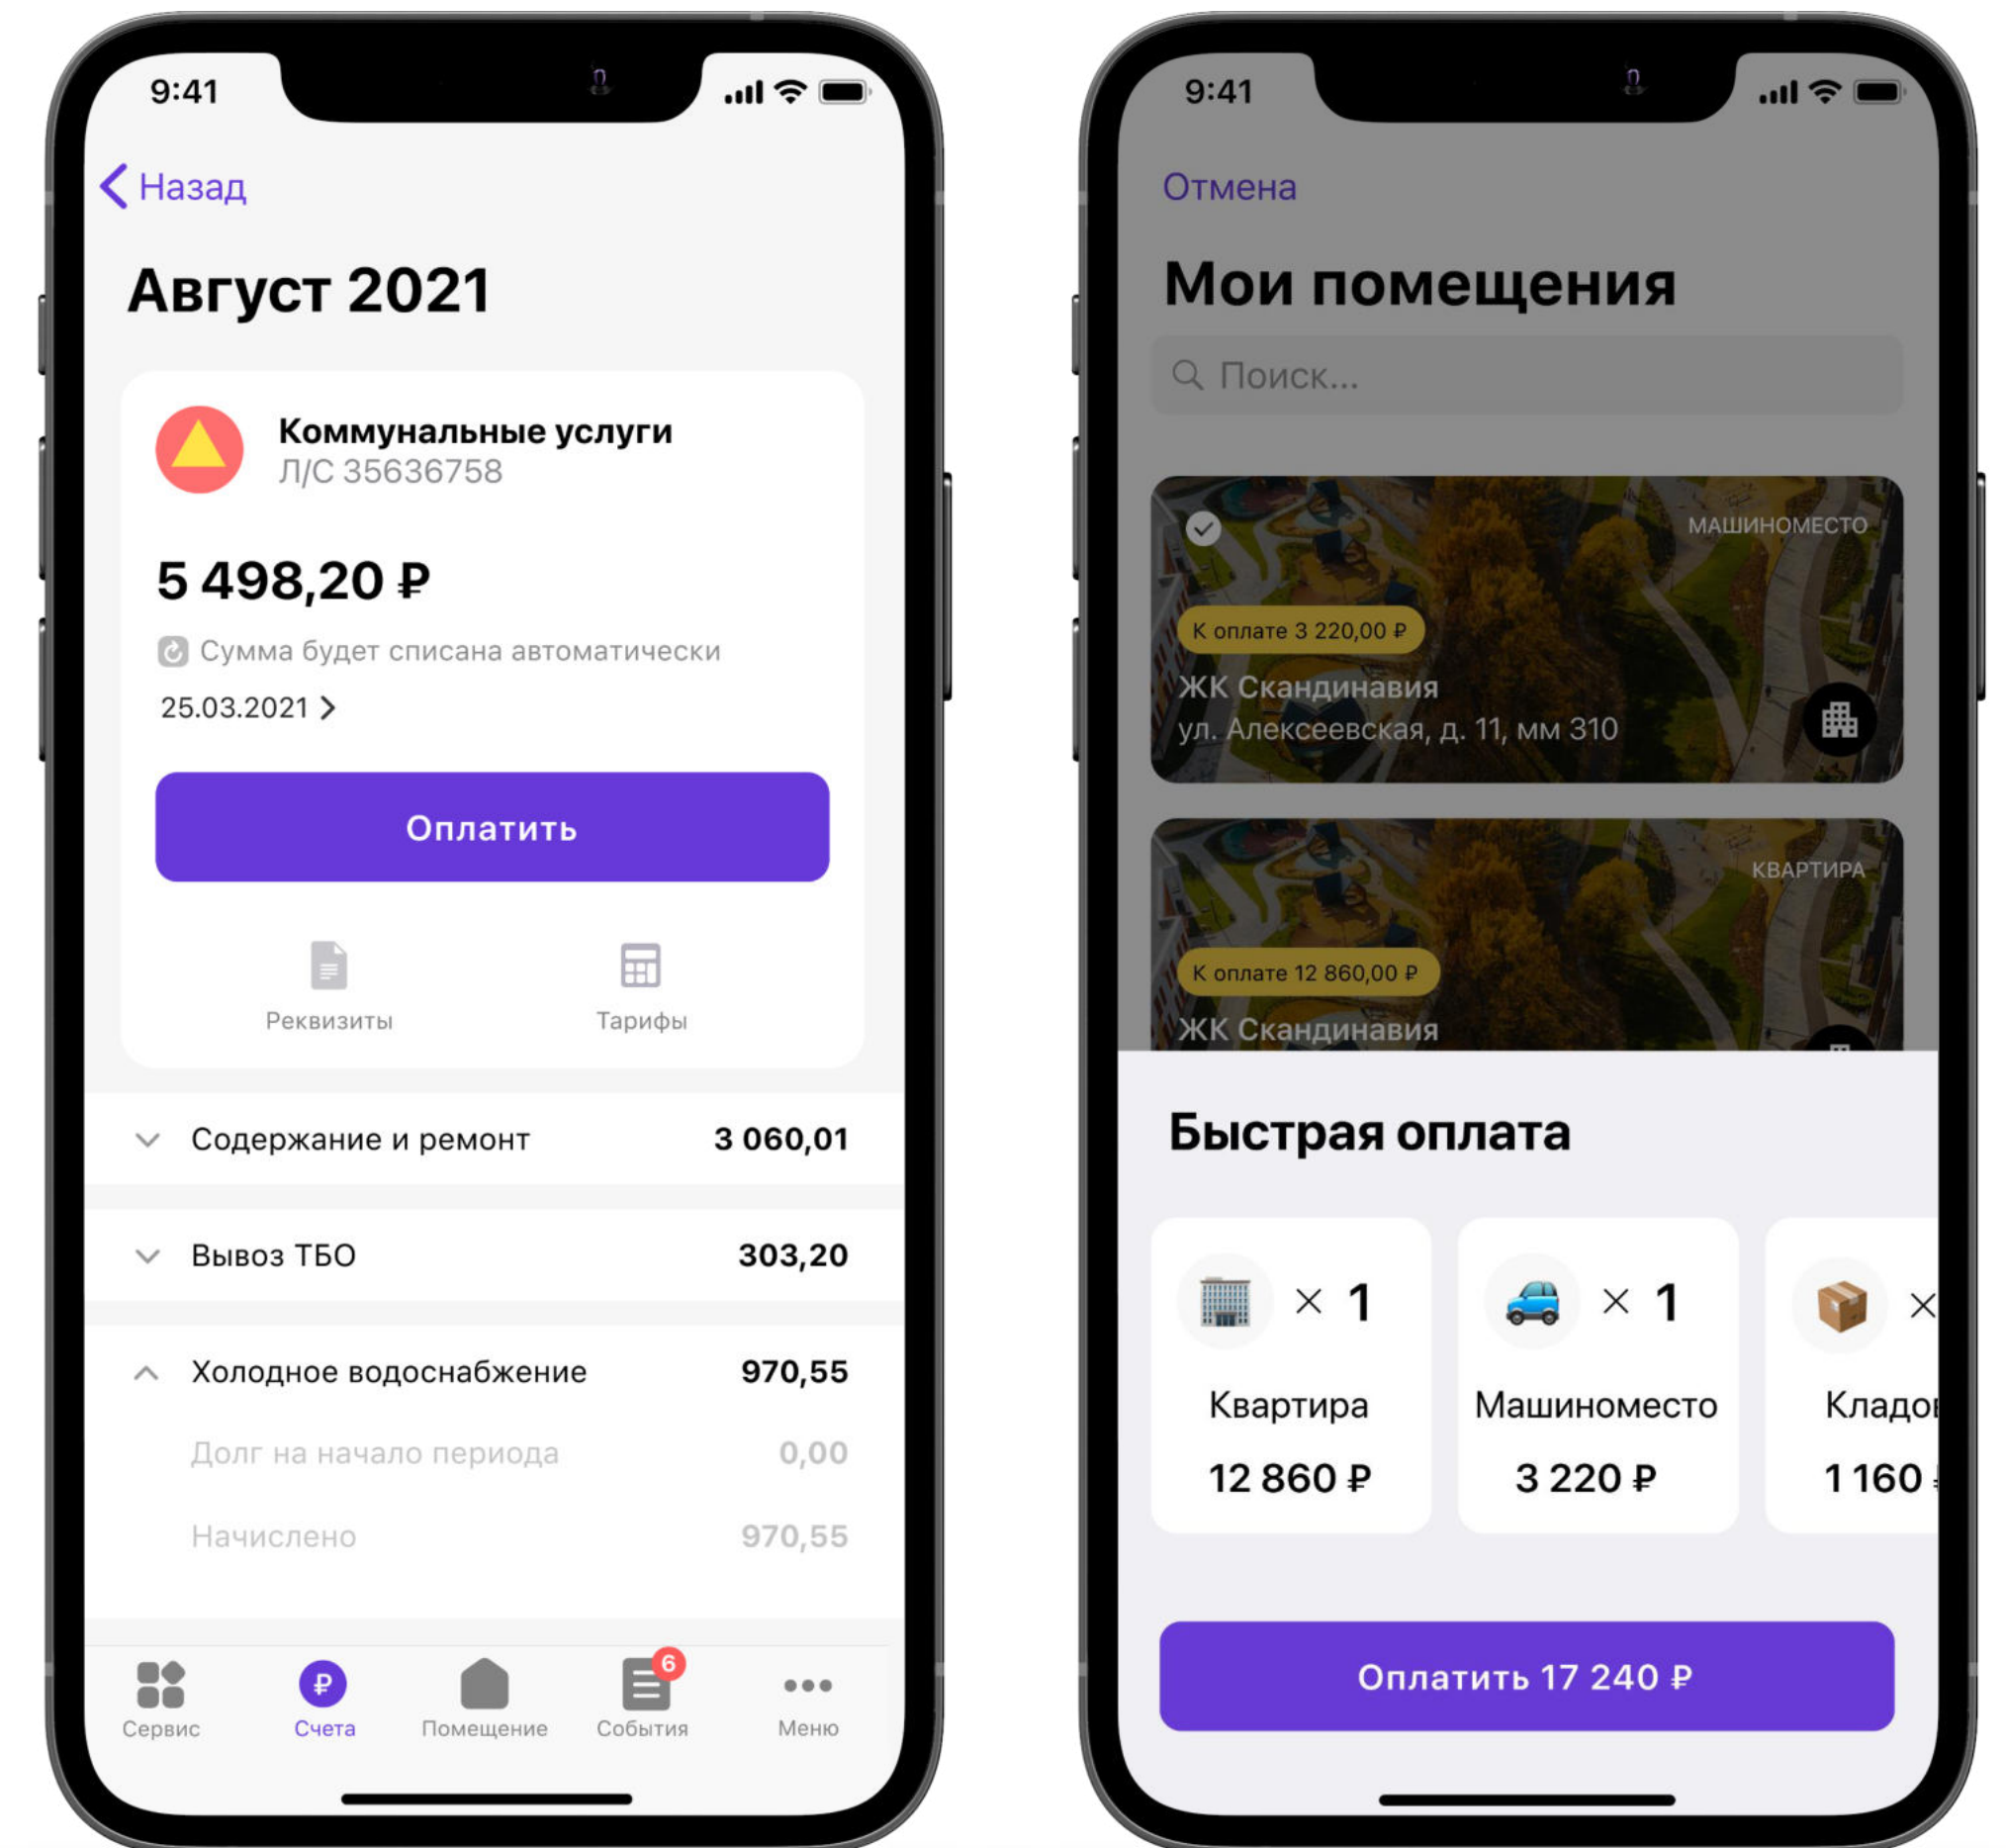 9:41
Назад
Август 2021
Коммунальные услуги
Л/С 35636758
5 498,20 ₽
Сумма будет списана автоматически
25.03.2021
Оплатить
Реквизиты
Тарифы
Содержание и ремонт 3 060,01
Вывоз ТБО 303,20
Холодное водоснабжение 970,55
Долг на начало периода 0,00
Начислено 970,55
6
₽
Сервис Счета Помещение События Меню
9:41
Отмена
Мои помещения
Поиск...
МАШИНОМЕСТО
К оплате 3 220,00 ₽
ЖК Скандинавия
ул. Алексеевская, д. 11, мм 310
КВАРТИРА
К оплате 12 860,00 ₽
ЖК Скандинавия
Быстрая оплата
× 1
Квартира
12 860 ₽
× 1
Машиноместо
3 220 ₽
×
Кладо
1 160
Оплатить 17 240 ₽